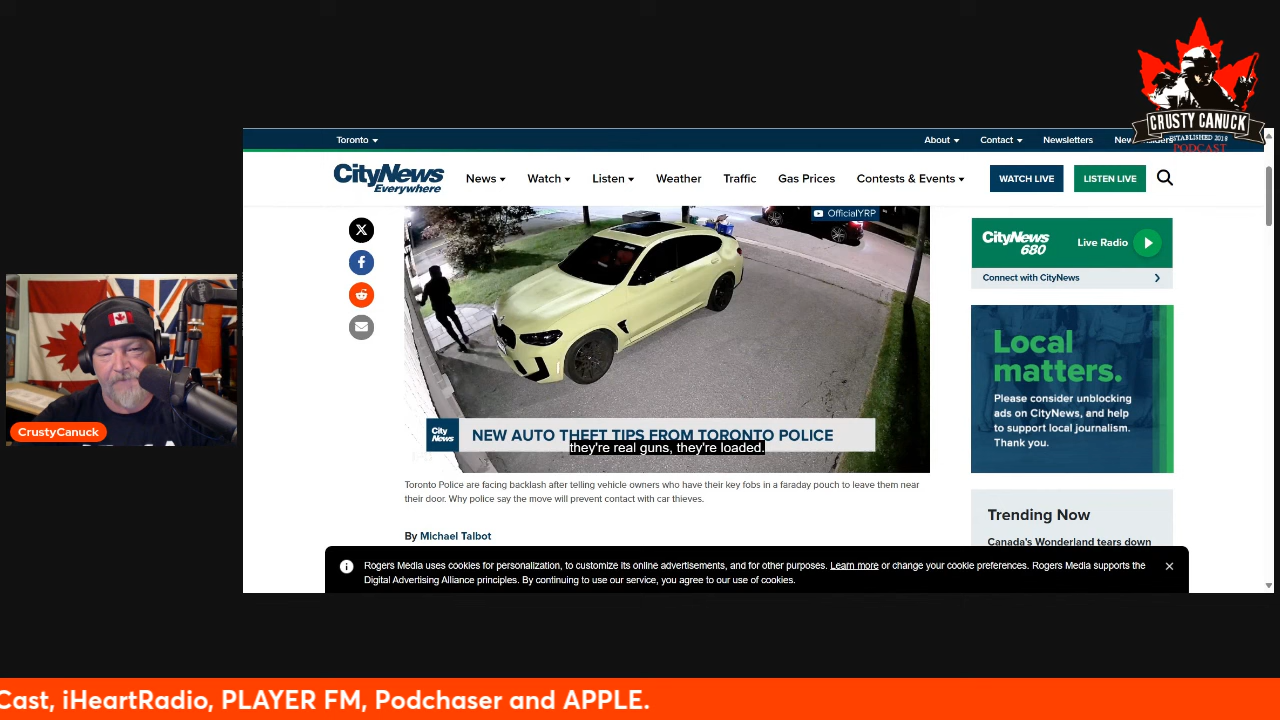 CRUSTY CANUCK
ESTABLISHED 2018
PODCAST
Toronto
About
Contact
Newsletters
CityNews
Everywhere
News
Watch
Listen
Weather
Traffic
Gas Prices
Contests & Events
WATCH LIVE
LISTEN LIVE
OfficialYRP
CityNews
680
Live Radio
Connect with CityNews
Local
matters.
Please consider unblocking
ads on CityNews, and help
to support local journalism.
Thank you.
CrustyCanuck
City
News
NEW AUTO THEFT TIPS FROM TORONTO POLICE
they're real guns, they're loaded.
Toronto Police are facing backlash after telling vehicle owners who have their key fobs in a faraday pouch to leave them near
their door. Why police say the move will prevent contact with car thieves.
By Michael Talbot
Trending Now
Canada's Wonderland tears down
Rogers Media uses cookies for personalization, to customize its online advertisements, and for other purposes. Learn more or change your cookie preferences. Rogers Media supports the
Digital Advertising Alliance principles. By continuing to use our service, you agree to our use of cookies.
Cast, iHeartRadio, PLAYER FM, Podchaser and APPLE.